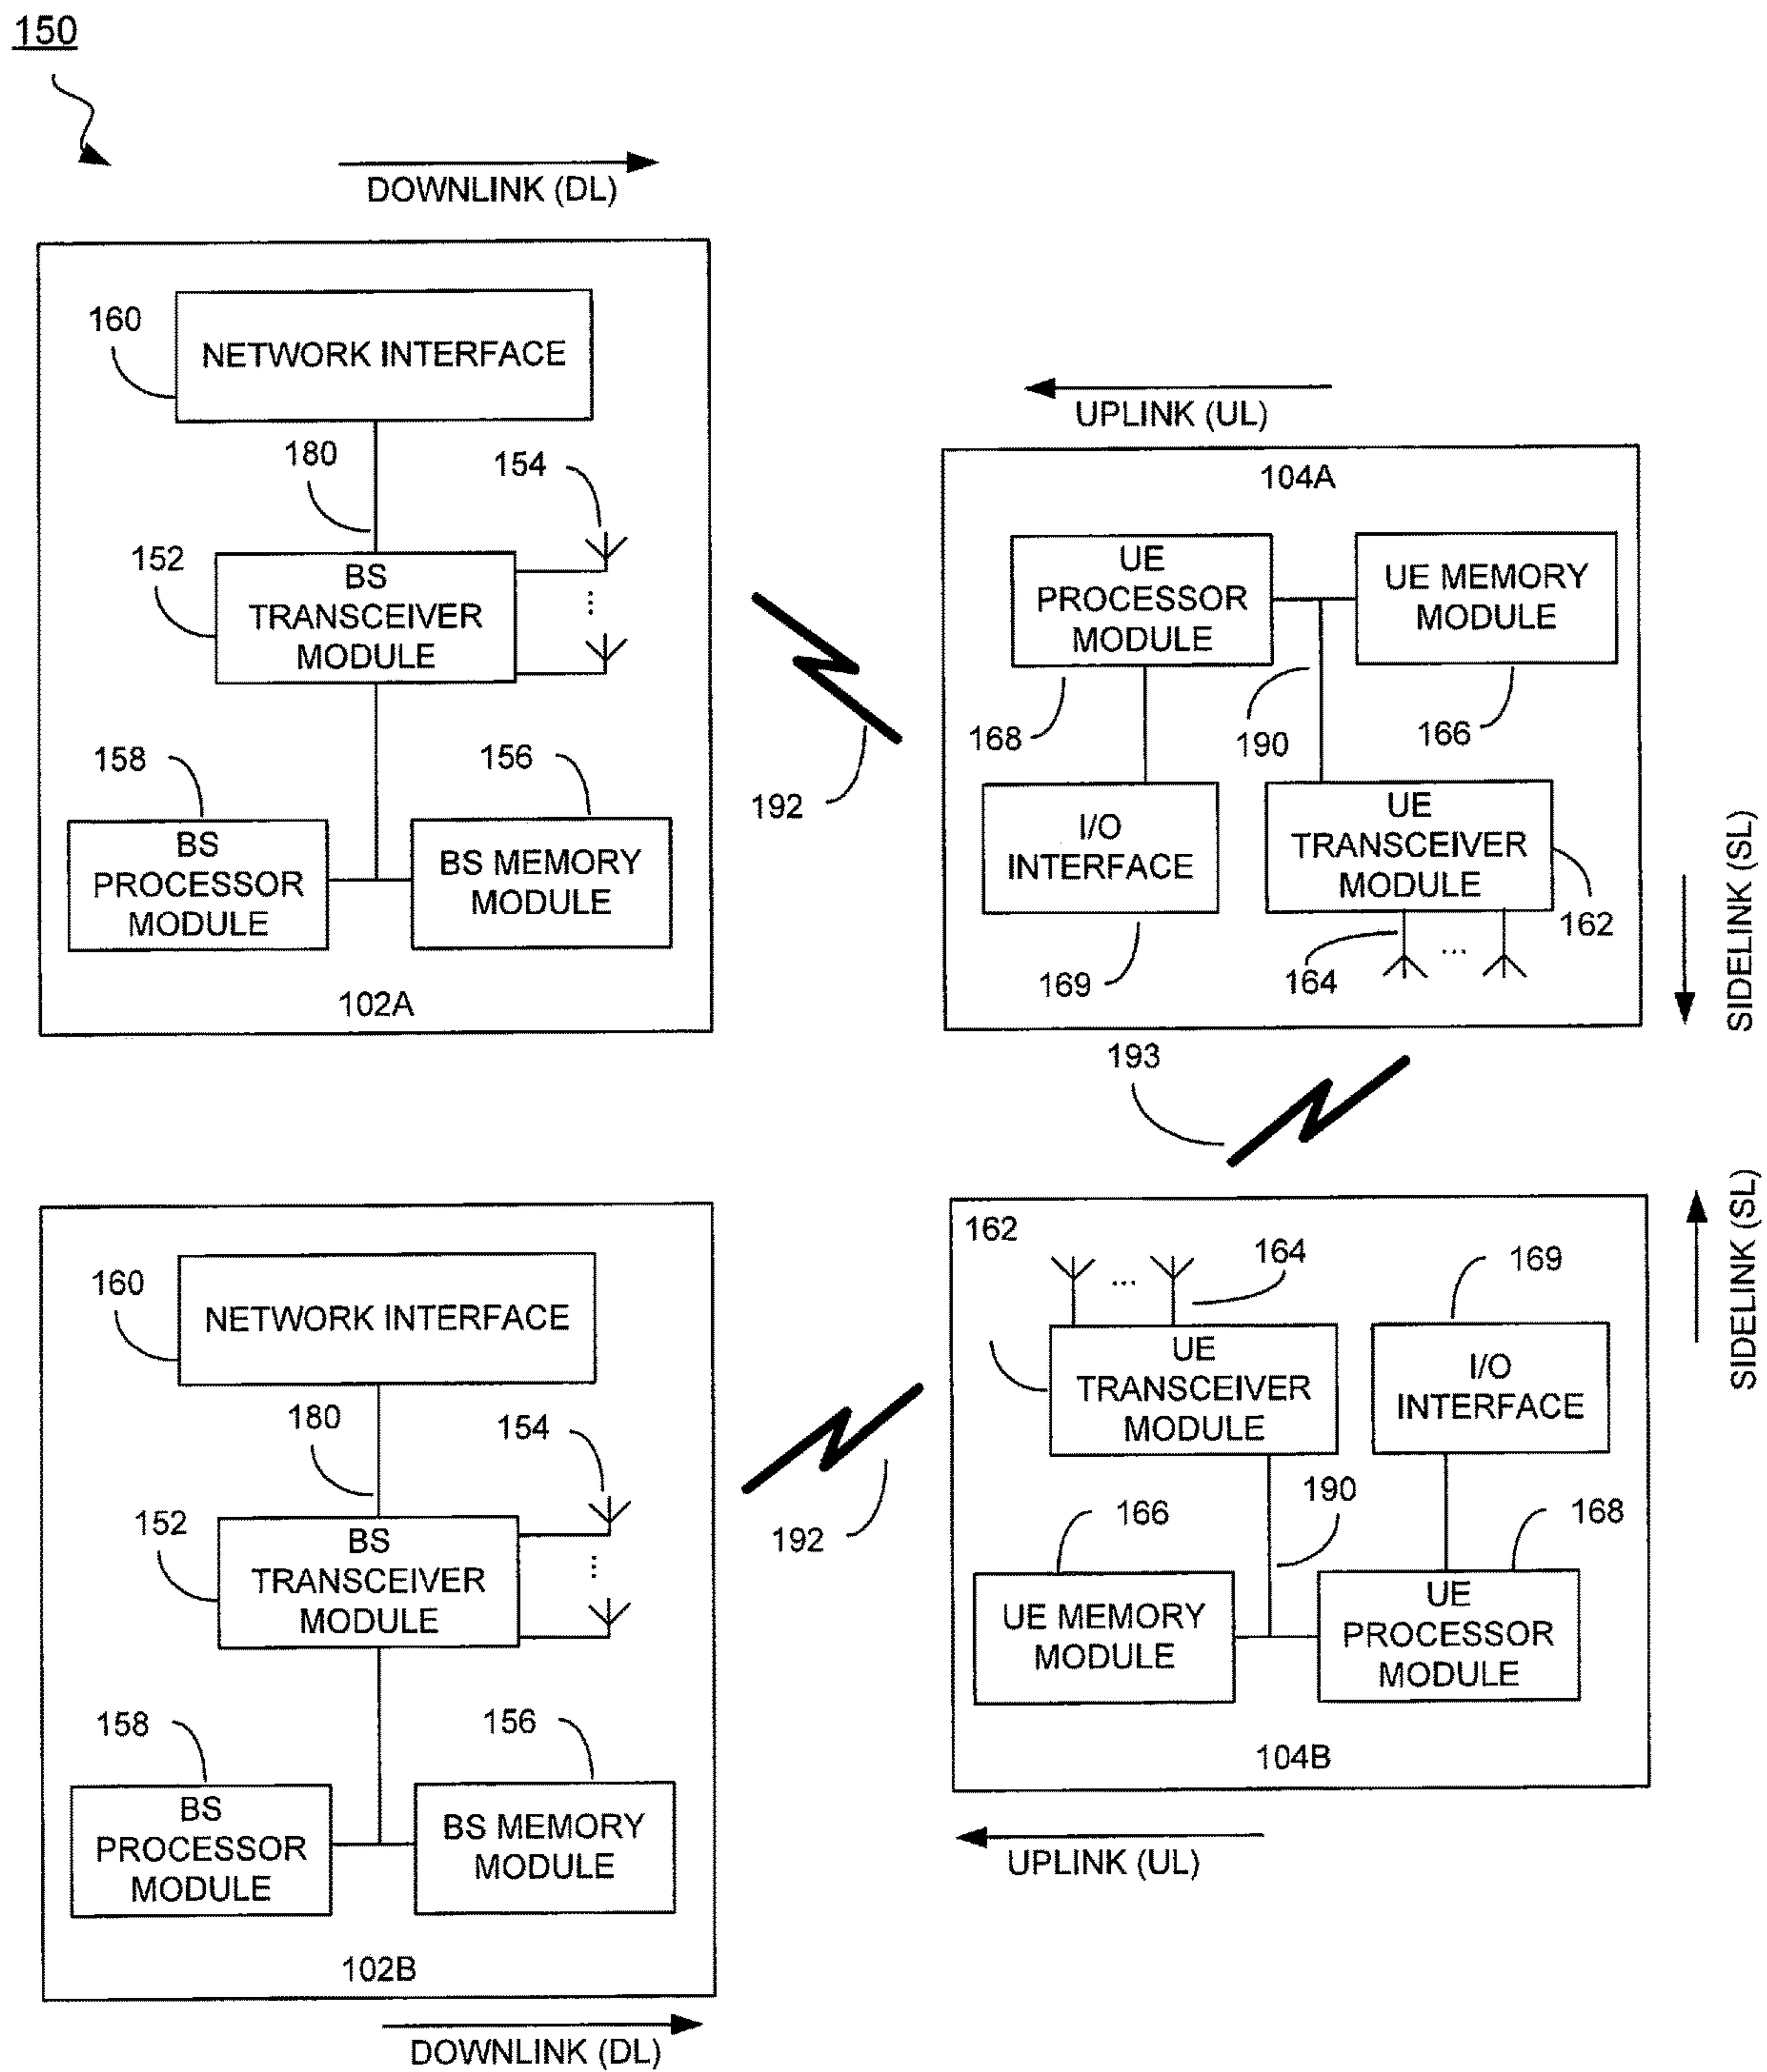 150
DOWNLINK (DL)
160
NETWORK INTERFACE
180
154
152
BS
TRANSCEIVER
MODULE
...
158
156
BS
PROCESSOR
MODULE
BS MEMORY
MODULE
102A
192
UPLINK (UL)
104A
UE
PROCESSOR
MODULE
UE MEMORY
MODULE
168
190
166
I/O
INTERFACE
UE
TRANSCEIVER
MODULE
162
169
164
...
SIDELINK (SL)
193
160
NETWORK INTERFACE
180
154
152
BS
TRANSCEIVER
MODULE
...
158
156
BS
PROCESSOR
MODULE
BS MEMORY
MODULE
102B
DOWNLINK (DL)
192
162
...
164
169
UE
TRANSCEIVER
MODULE
I/O
INTERFACE
166
190
168
UE MEMORY
MODULE
UE
PROCESSOR
MODULE
104B
UPLINK (UL)
SIDELINK (SL)